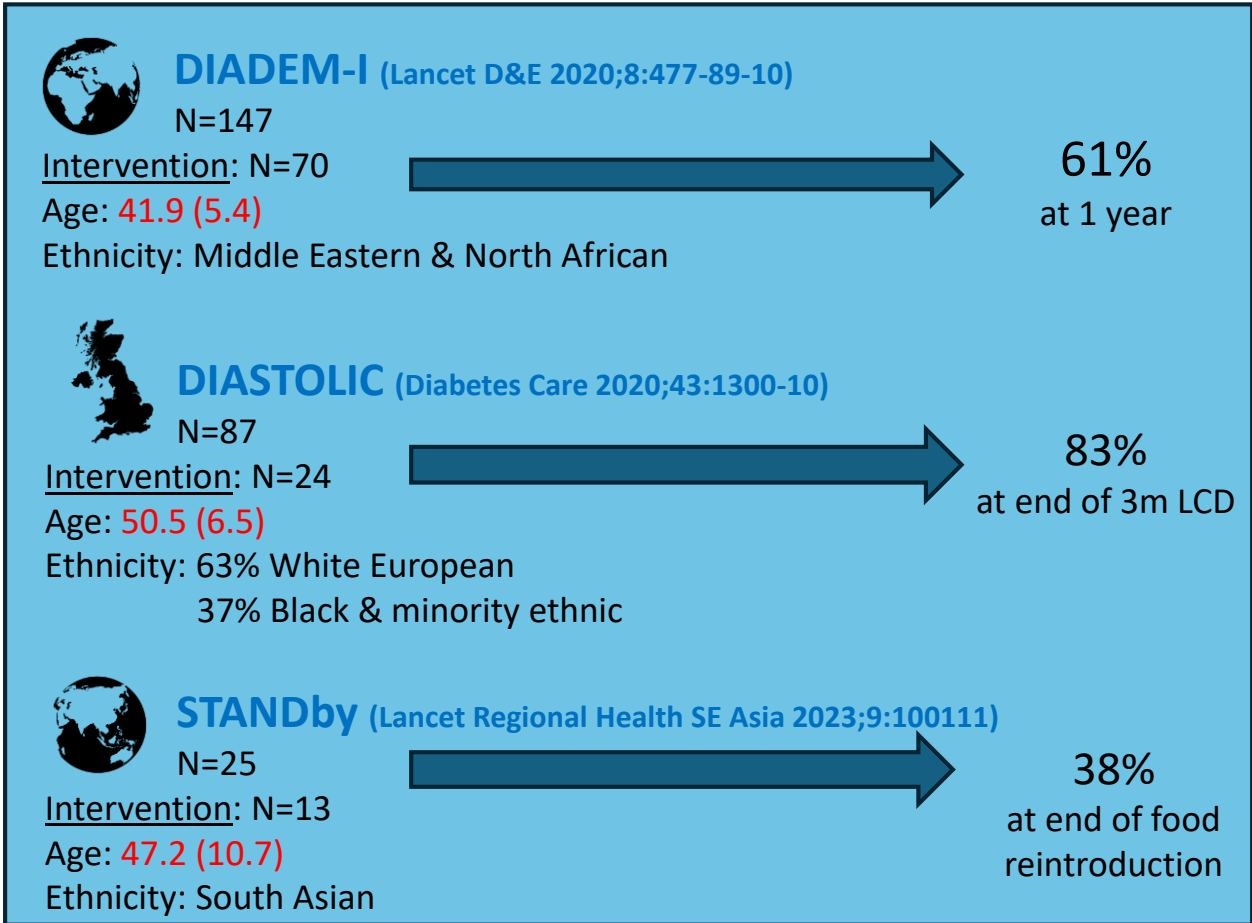 DIADEM-I (Lancet D&E 2020;8:477-89-10)
N=147
Intervention: N=70
Age: 41.9 (5.4)
Ethnicity: Middle Eastern & North African
61%
at 1 year
DIASTOLIC (Diabetes Care 2020;43:1300-10)
N=87
Intervention: N=24
Age: 50.5 (6.5)
Ethnicity: 63% White European
37% Black & minority ethnic
83%
at end of 3m LCD
STANDby (Lancet Regional Health SE Asia 2023;9:100111)
N=25
Intervention: N=13
Age: 47.2 (10.7)
Ethnicity: South Asian
38%
at end of food
reintroduction